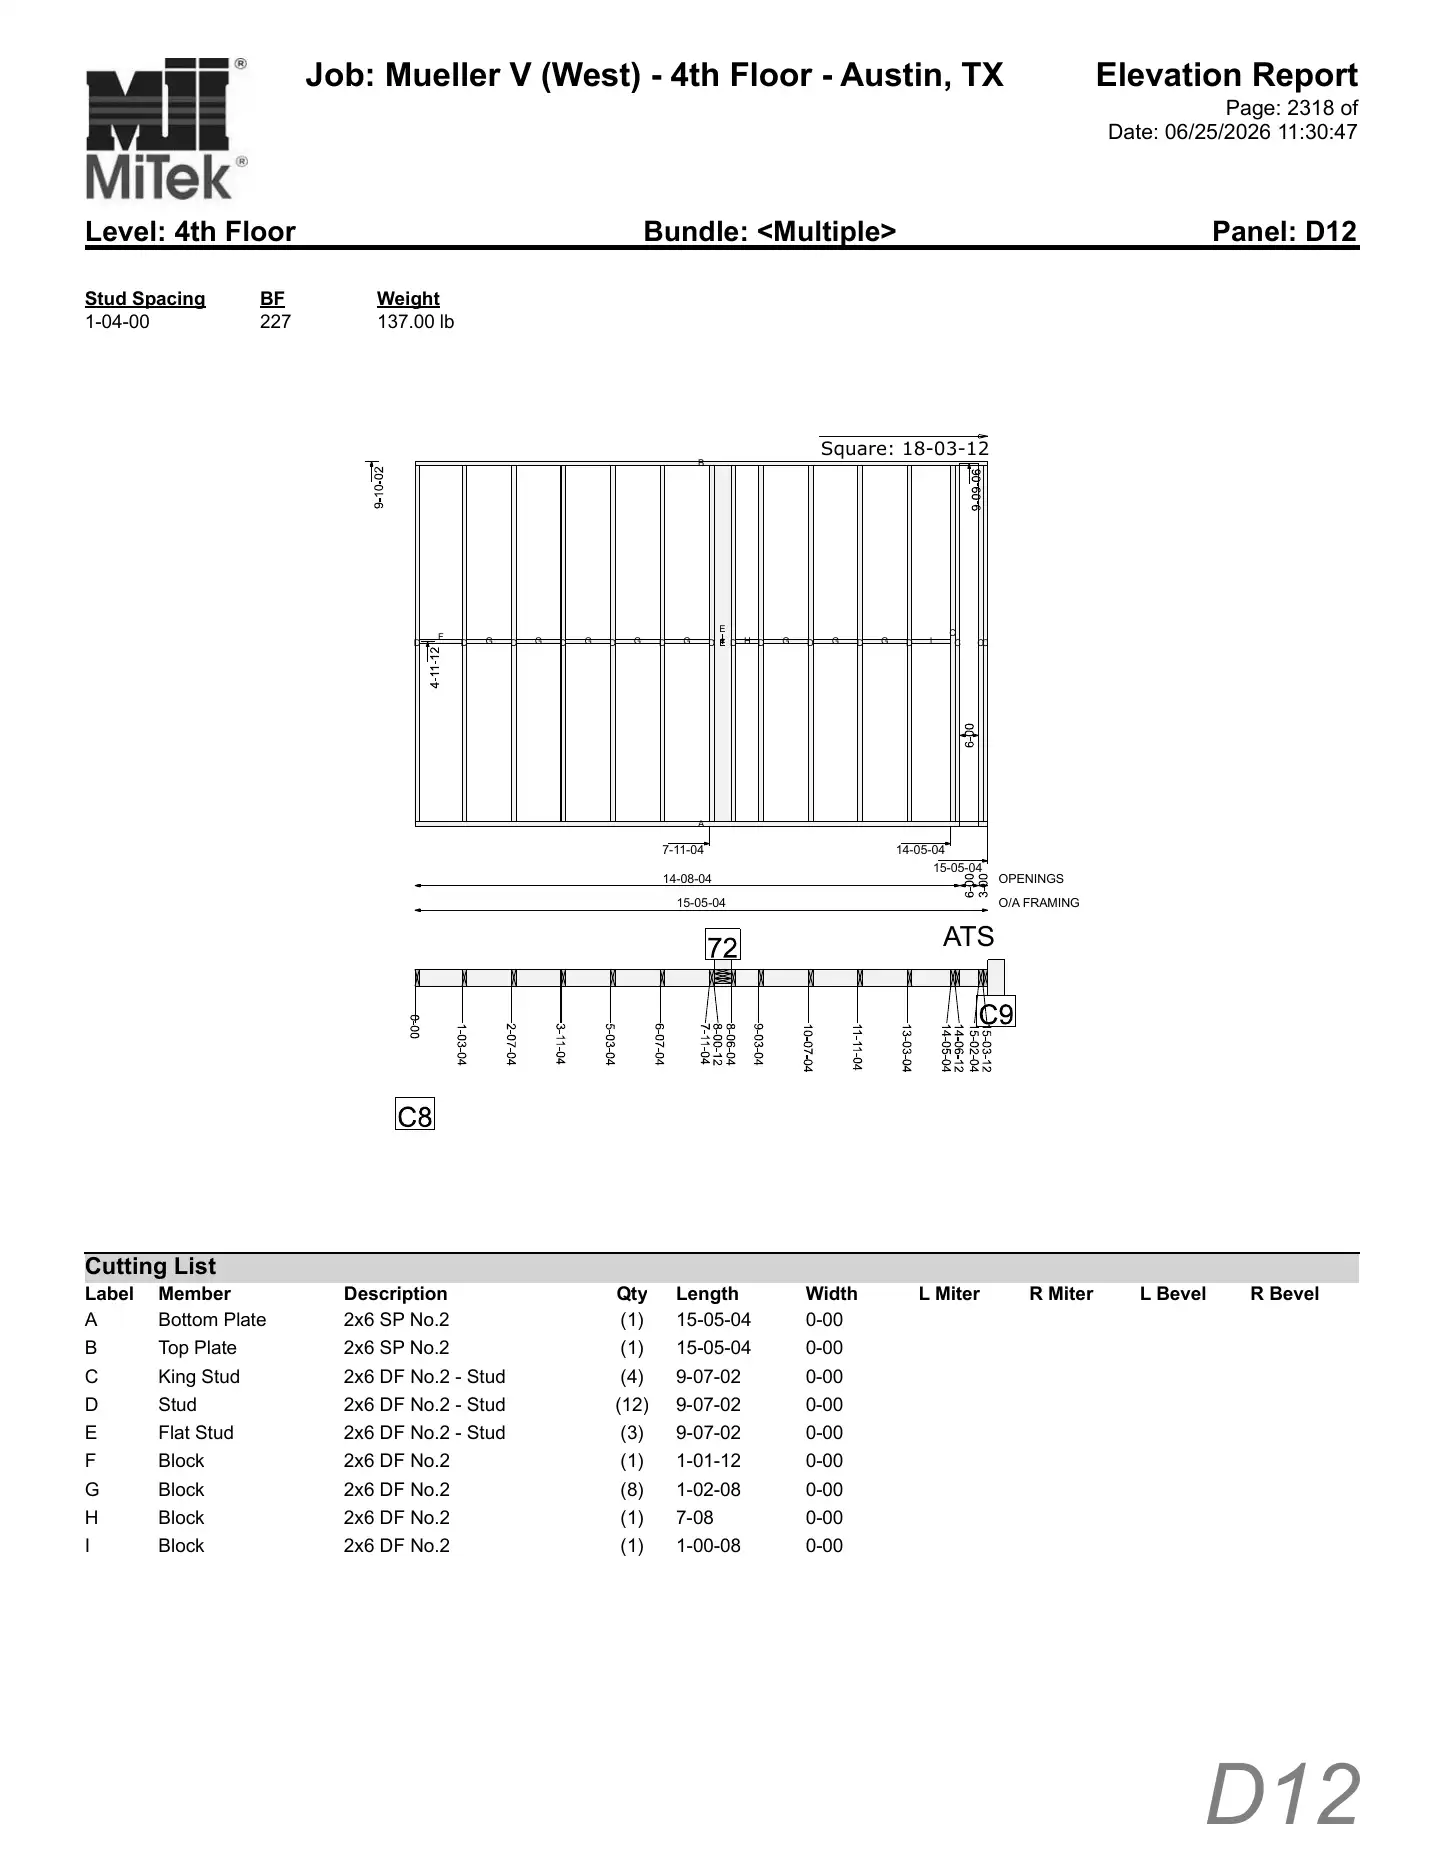 Job: Mueller V (West) - 4th Floor - Austin, TX
Elevation Report
Page: 2318 of
Date: 06/25/2026 11:30:47
MiTek®
Level: 4th Floor Bundle: <Multiple> Panel: D12
Stud Spacing BF Weight
1-04-00 227 137.00 lb
Square: 18-03-12
B
9-10-02
9-09-06
E
F G G G G G E H G G G I
4-11-12
6-00
A
7-11-04 14-05-04
15-05-04
14-08-04 6-00 3-00 OPENINGS
15-05-04 O/A FRAMING
72 ATS
C9
0-00 1-03-04 2-07-04 3-11-04 5-03-04 6-07-04 7-11-04 8-00-12 8-06-04 9-03-04 10-07-04 11-11-04 13-03-04 14-05-04 14-06-12 15-02-04 15-03-12
C8
Cutting List
Label Member Description Qty Length Width L Miter R Miter L Bevel R Bevel
A Bottom Plate 2x6 SP No.2 (1) 15-05-04 0-00
B Top Plate 2x6 SP No.2 (1) 15-05-04 0-00
C King Stud 2x6 DF No.2 - Stud (4) 9-07-02 0-00
D Stud 2x6 DF No.2 - Stud (12) 9-07-02 0-00
E Flat Stud 2x6 DF No.2 - Stud (3) 9-07-02 0-00
F Block 2x6 DF No.2 (1) 1-01-12 0-00
G Block 2x6 DF No.2 (8) 1-02-08 0-00
H Block 2x6 DF No.2 (1) 7-08 0-00
I Block 2x6 DF No.2 (1) 1-00-08 0-00
D12